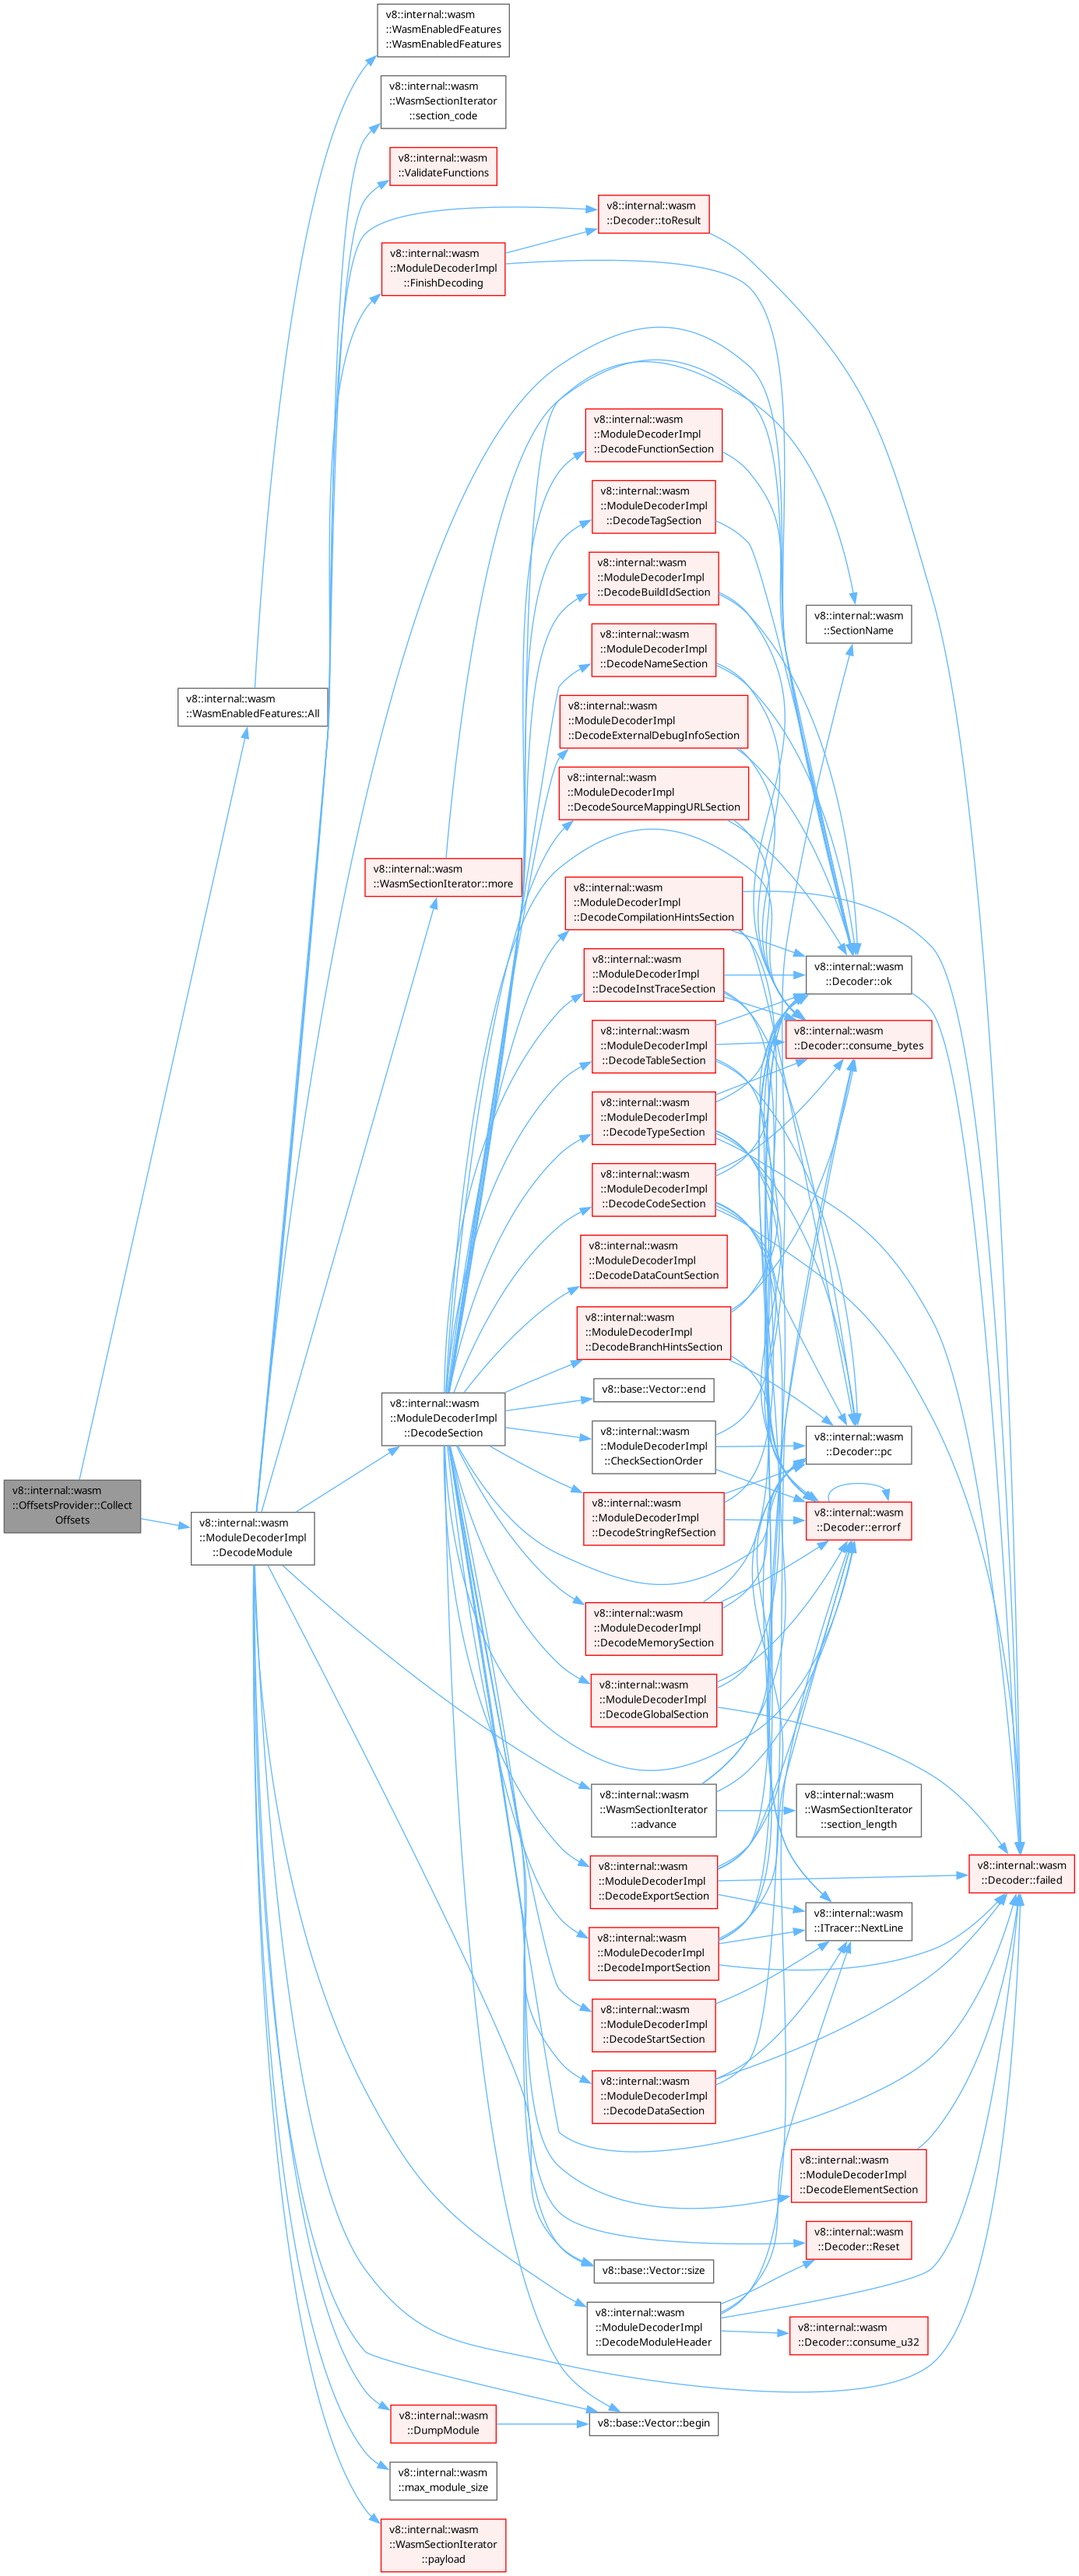 v8::internal::wasm
::WasmEnabledFeatures
::WasmEnabledFeatures
v8::internal::wasm
::WasmSectionIterator
::section_code
v8::internal::wasm
::ValidateFunctions
v8::internal::wasm
::Decoder::toResult
v8::internal::wasm
::ModuleDecoderImpl
::FinishDecoding
v8::internal::wasm
::ModuleDecoderImpl
::DecodeFunctionSection
v8::internal::wasm
::ModuleDecoderImpl
::DecodeTagSection
v8::internal::wasm
::ModuleDecoderImpl
::DecodeBuildIdSection
v8::internal::wasm
::SectionName
v8::internal::wasm
::ModuleDecoderImpl
::DecodeNameSection
v8::internal::wasm
::WasmEnabledFeatures::All
v8::internal::wasm
::ModuleDecoderImpl
::DecodeExternalDebugInfoSection
v8::internal::wasm
::ModuleDecoderImpl
::DecodeSourceMappingURLSection
v8::internal::wasm
::WasmSectionIterator::more
v8::internal::wasm
::ModuleDecoderImpl
::DecodeCompilationHintsSection
v8::internal::wasm
::ModuleDecoderImpl
::DecodeInstTraceSection
v8::internal::wasm
::Decoder::ok
v8::internal::wasm
::ModuleDecoderImpl
::DecodeTableSection
v8::internal::wasm
::Decoder::consume_bytes
v8::internal::wasm
::ModuleDecoderImpl
::DecodeTypeSection
v8::internal::wasm
::ModuleDecoderImpl
::DecodeCodeSection
v8::internal::wasm
::ModuleDecoderImpl
::DecodeDataCountSection
v8::internal::wasm
::ModuleDecoderImpl
::DecodeBranchHintsSection
v8::base::Vector::end
v8::internal::wasm
::ModuleDecoderImpl
::DecodeSection
v8::internal::wasm
::ModuleDecoderImpl
::CheckSectionOrder
v8::internal::wasm
::Decoder::pc
v8::internal::wasm
::OffsetsProvider::Collect
Offsets
v8::internal::wasm
::ModuleDecoderImpl
::DecodeModule
v8::internal::wasm
::ModuleDecoderImpl
::DecodeStringRefSection
v8::internal::wasm
::Decoder::errorf
v8::internal::wasm
::ModuleDecoderImpl
::DecodeMemorySection
v8::internal::wasm
::ModuleDecoderImpl
::DecodeGlobalSection
v8::internal::wasm
::WasmSectionIterator
::advance
v8::internal::wasm
::WasmSectionIterator
::section_length
v8::internal::wasm
::ModuleDecoderImpl
::DecodeExportSection
v8::internal::wasm
::Decoder::failed
v8::internal::wasm
::ITracer::NextLine
v8::internal::wasm
::ModuleDecoderImpl
::DecodeImportSection
v8::internal::wasm
::ModuleDecoderImpl
::DecodeStartSection
v8::internal::wasm
::ModuleDecoderImpl
::DecodeDataSection
v8::internal::wasm
::ModuleDecoderImpl
::DecodeElementSection
v8::internal::wasm
::Decoder::Reset
v8::base::Vector::size
v8::internal::wasm
::ModuleDecoderImpl
::DecodeModuleHeader
v8::internal::wasm
::Decoder::consume_u32
v8::internal::wasm
::DumpModule
v8::base::Vector::begin
v8::internal::wasm
::max_module_size
v8::internal::wasm
::WasmSectionIterator
::payload